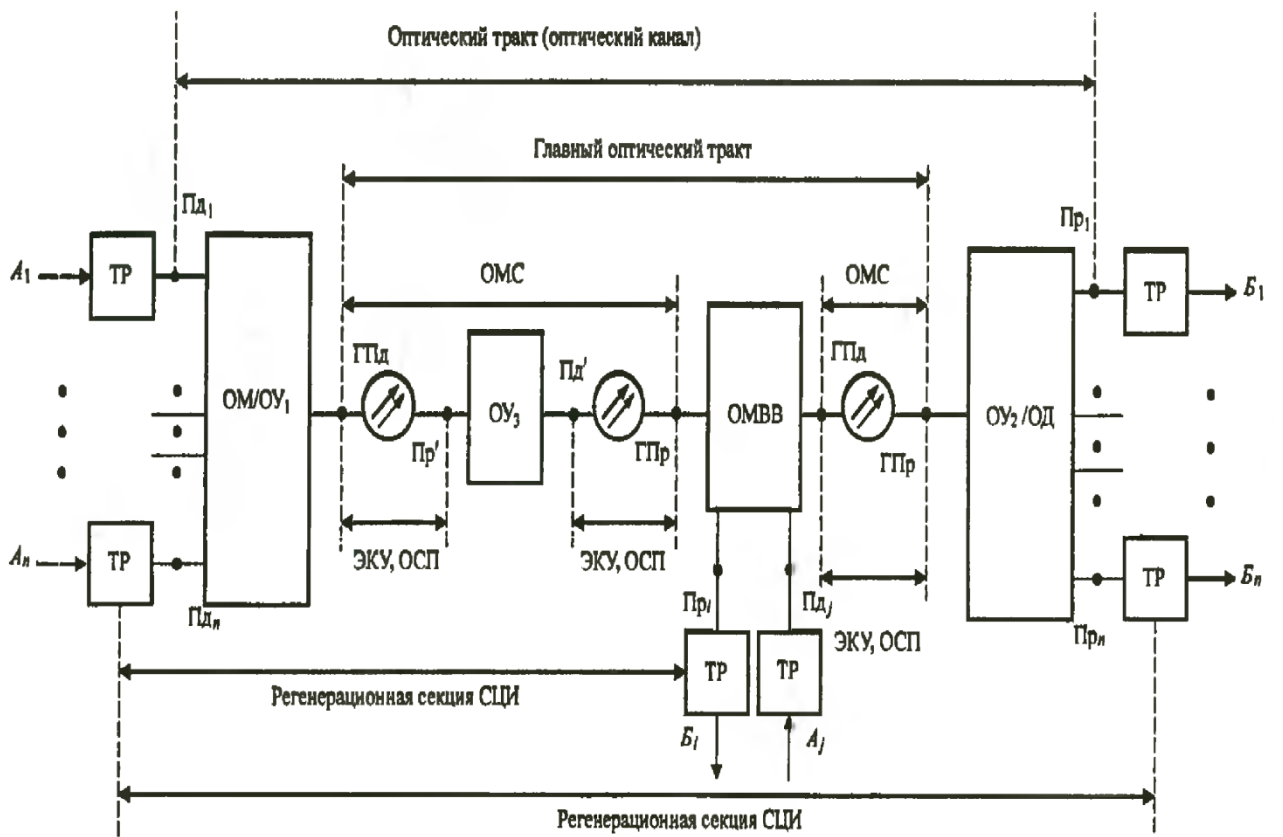 Оптический тракт (оптический канал)
Главный оптический тракт
Пд1
Пр1
A1
ТР
ОМС
ОМС
ТР
Б1
ГПд
Пд'
ГПд
ОМ/ОУ1
ОУ3
ОМВВ
ОУ2/ОД
Пр'
ГПр
ГПр
An
ТР
ЭКУ, ОСП
ЭКУ, ОСП
ТР
Бn
Пдn
Прi
Пдj
ЭКУ, ОСП
Прn
ТР
ТР
Регенерационная секция СЦИ
Бi
Aj
Регенерационная секция СЦИ